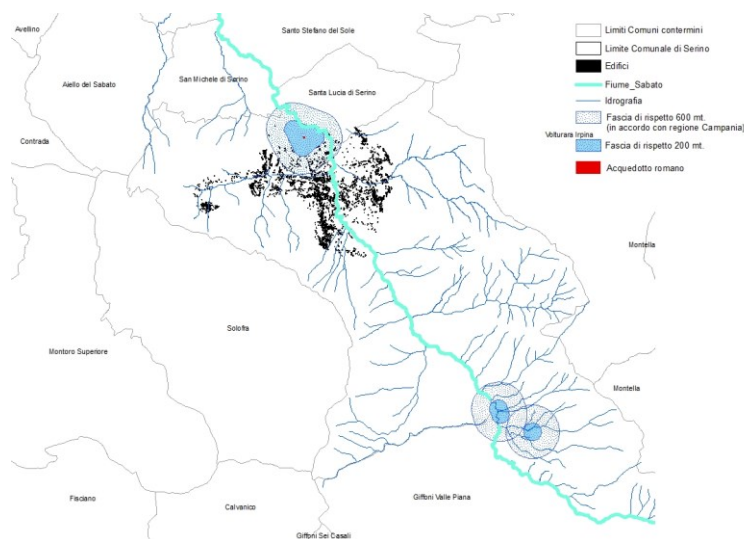 Avellino
Santo Stefano del Sole
Aiello del Sabato
San Michele di Serino
Santa Lucia di Serino
Contrada
Volturara Irpina
Montella
Solofra
Montoro Superiore
Montella
Fisciano
Calvanico
Giffoni Valle Piana
Giffoni Sei Casali
Limiti Comuni contermini
Limite Comunale di Serino
Edifici
Fiume_Sabato
Idrografia
Fascia di rispetto 600 mt.
(in accordo con regione Campania)
Fascia di rispetto 200 mt.
Acquedotto romano